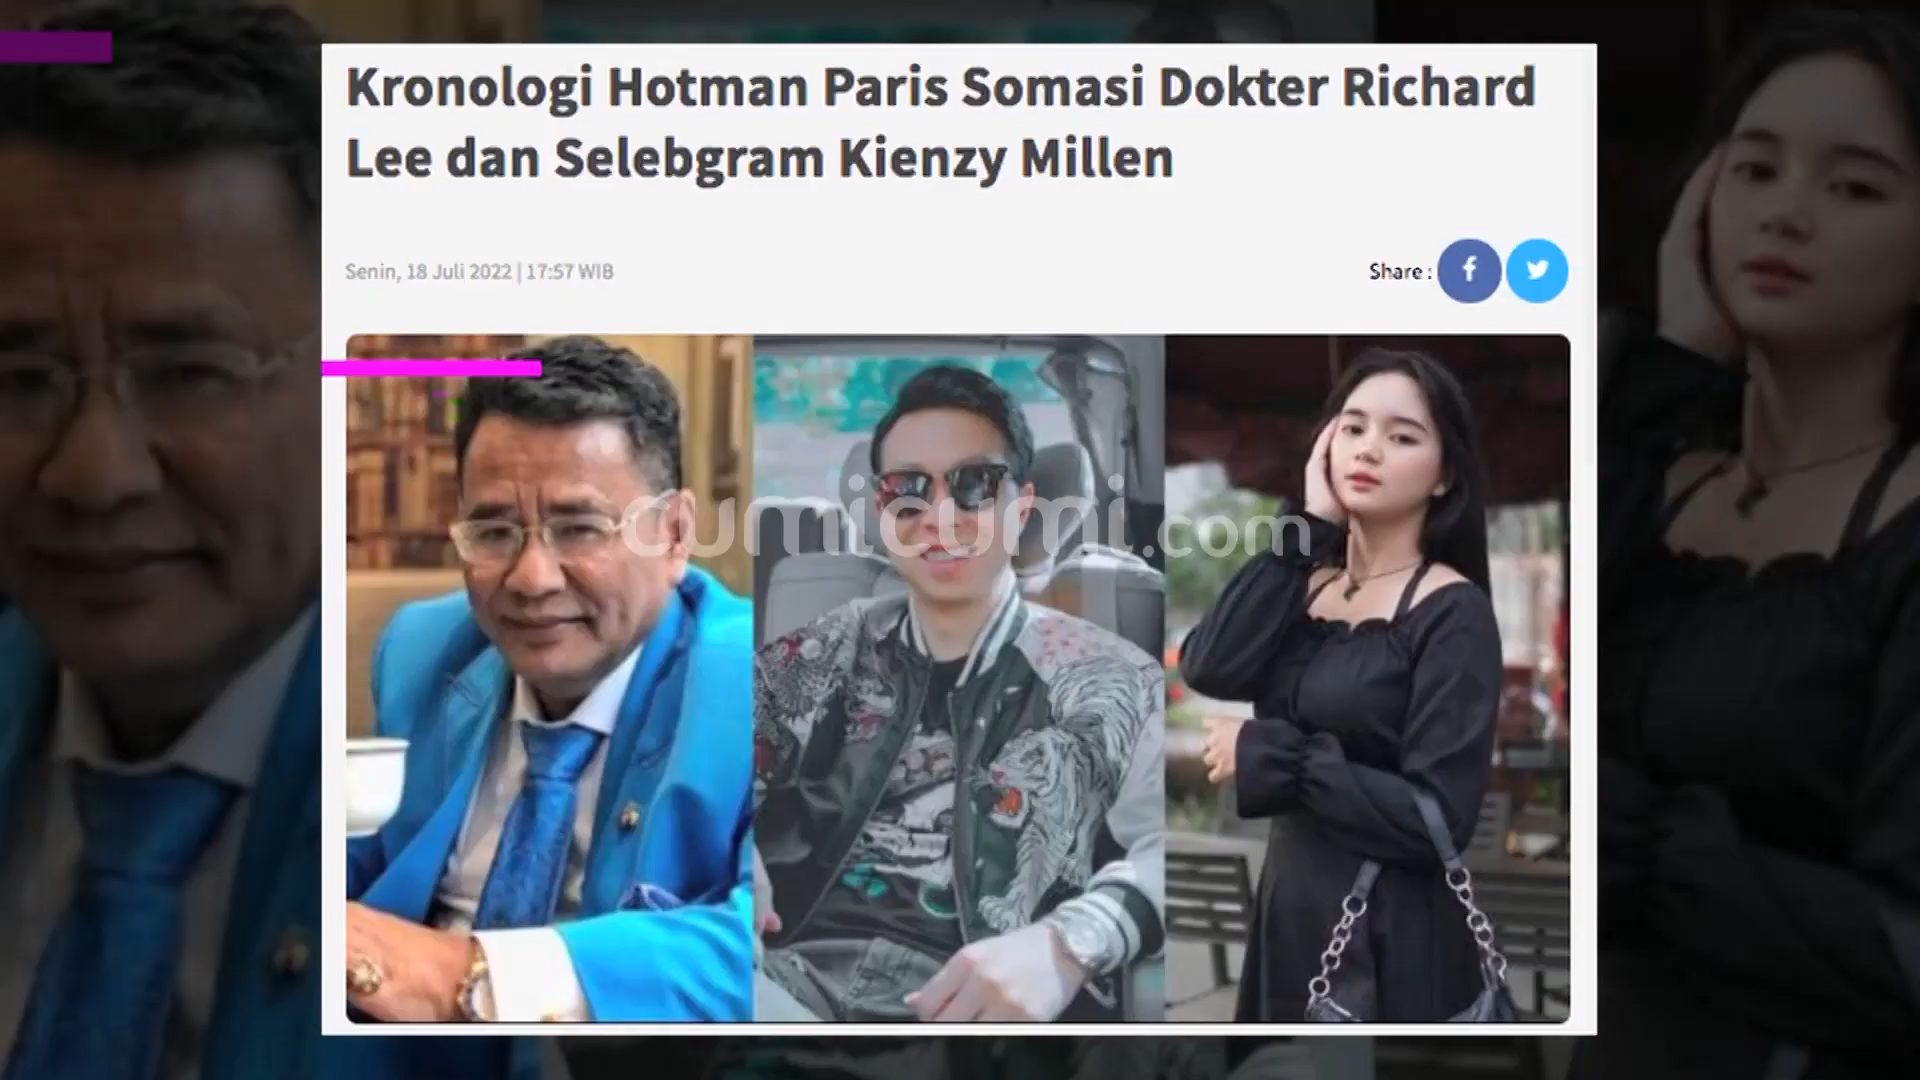 Kronologi Hotman Paris Somasi Dokter Richard
Lee dan Selebgram Kienzy Millen
Senin, 18 Juli 2022 | 17:57 WIB
Share :
cumicumi.com